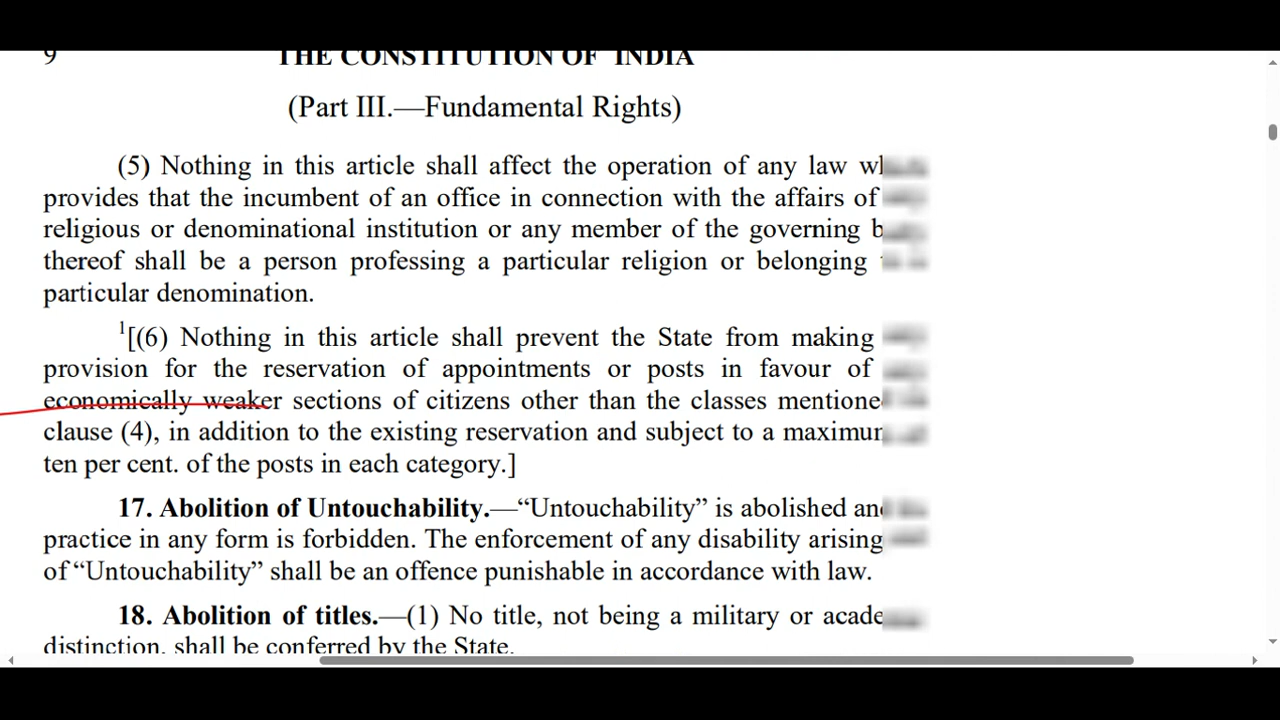 9 THE CONSTITUTION OF INDIA
(Part III.—Fundamental Rights)
(5) Nothing in this article shall affect the operation of any law
provides that the incumbent of an office in connection with the affairs of
religious or denominational institution or any member of the governing
thereof shall be a person professing a particular religion or belonging
particular denomination.
1[(6) Nothing in this article shall prevent the State from making
provision for the reservation of appointments or posts in favour of
economically weaker sections of citizens other than the classes
clause (4), in addition to the existing reservation and subject to a
ten per cent. of the posts in each category.]
17. Abolition of Untouchability.—“Untouchability” is abolished
practice in any form is forbidden. The enforcement of any disability arising
of “Untouchability” shall be an offence punishable in accordance with law.
18. Abolition of titles.—(1) No title, not being a military or
distinction, shall be conferred by the State.